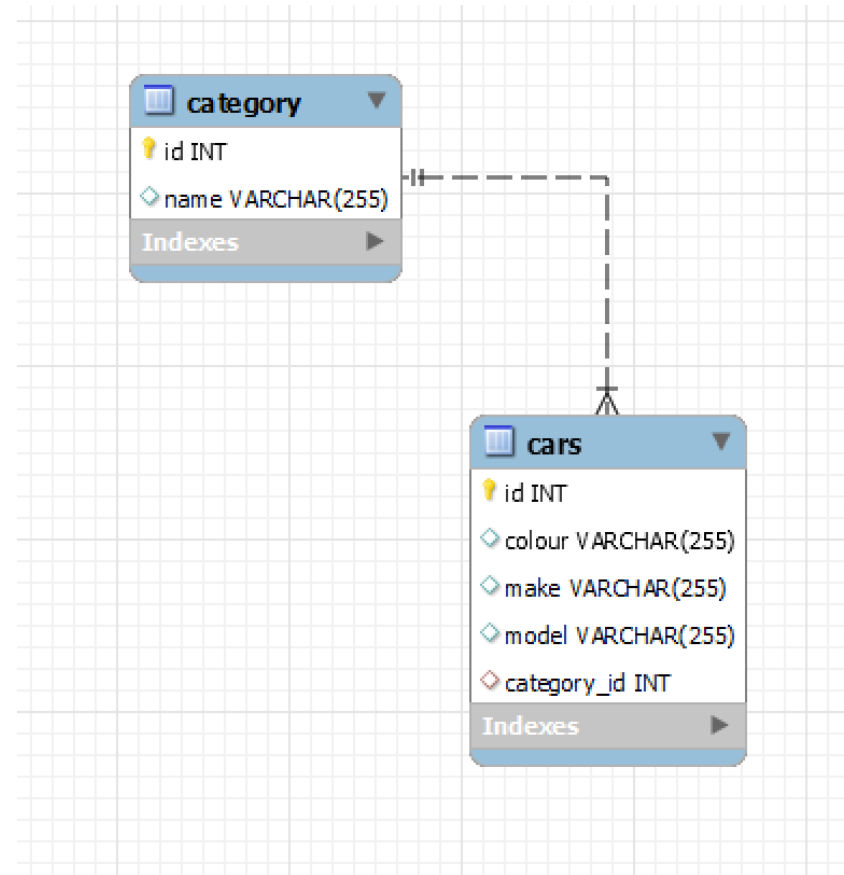 category
id INT
name VARCHAR(255)
Indexes
cars
id INT
colour VARCHAR(255)
make VARCHAR(255)
model VARCHAR(255)
category_id INT
Indexes